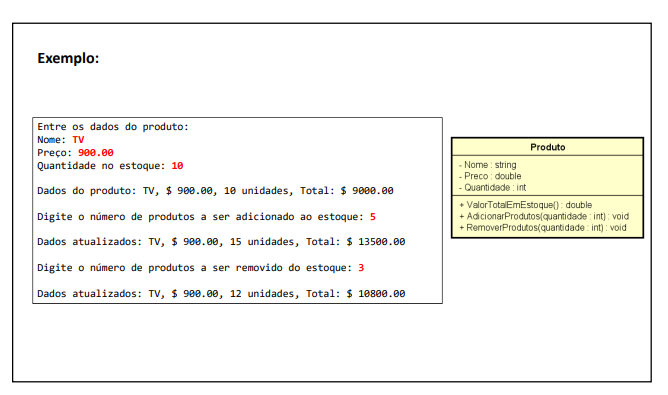 Exemplo:
Entre os dados do produto:
Nome: TV
Preço: 900.00
Quantidade no estoque: 10
Dados do produto: TV, $ 900.00, 10 unidades, Total: $ 9000.00
Digite o número de produtos a ser adicionado ao estoque: 5
Dados atualizados: TV, $ 900.00, 15 unidades, Total: $ 13500.00
Digite o número de produtos a ser removido do estoque: 3
Dados atualizados: TV, $ 900.00, 12 unidades, Total: $ 10800.00
Produto
- Nome : string
- Preco : double
- Quantidade : int
+ ValorTotalEmEstoque() : double
+ AdicionarProdutos(quantidade : int) : void
+ RemoverProdutos(quantidade : int) : void